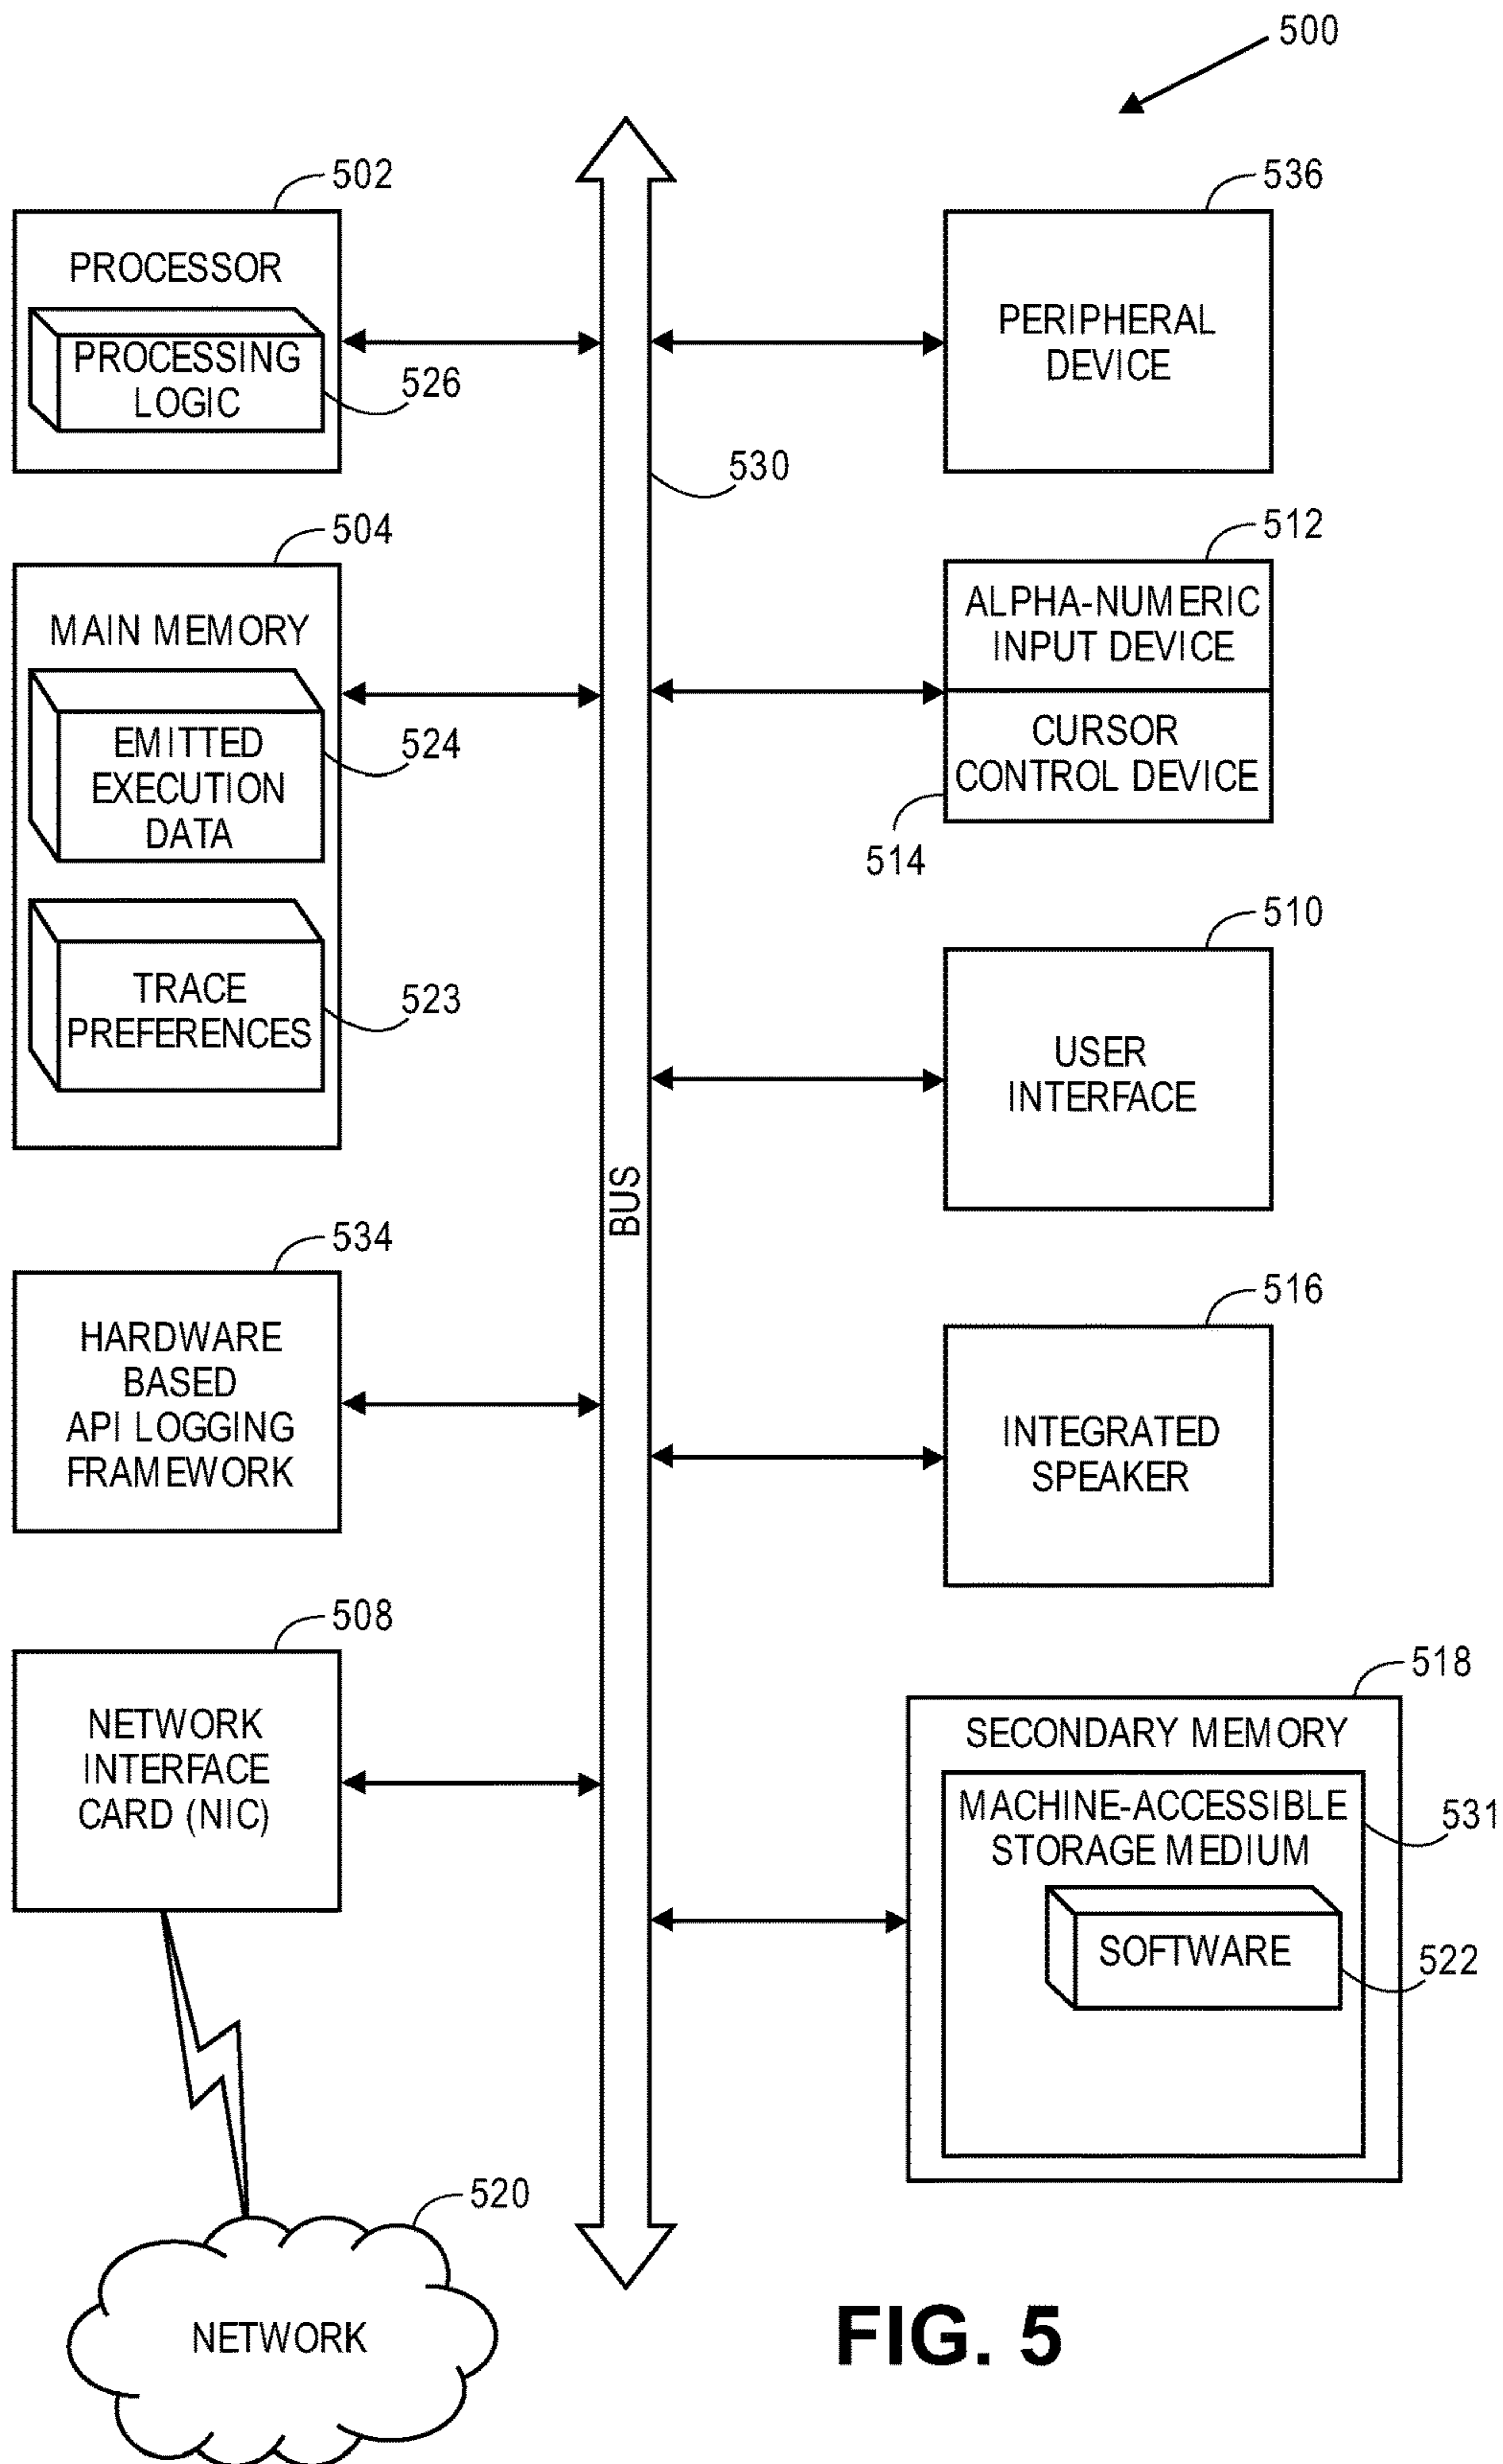 500
502
PROCESSOR
PROCESSING
LOGIC
526
504
MAIN MEMORY
EMITTED
EXECUTION
DATA
524
TRACE
PREFERENCES
523
534
HARDWARE
BASED
API LOGGING
FRAMEWORK
508
NETWORK
INTERFACE
CARD (NIC)
520
NETWORK
530
BUS
536
PERIPHERAL
DEVICE
512
ALPHA-NUMERIC
INPUT DEVICE
CURSOR
CONTROL DEVICE
514
510
USER
INTERFACE
516
INTEGRATED
SPEAKER
518
SECONDARY MEMORY
MACHINE-ACCESSIBLE
STORAGE MEDIUM
531
SOFTWARE
522
FIG. 5